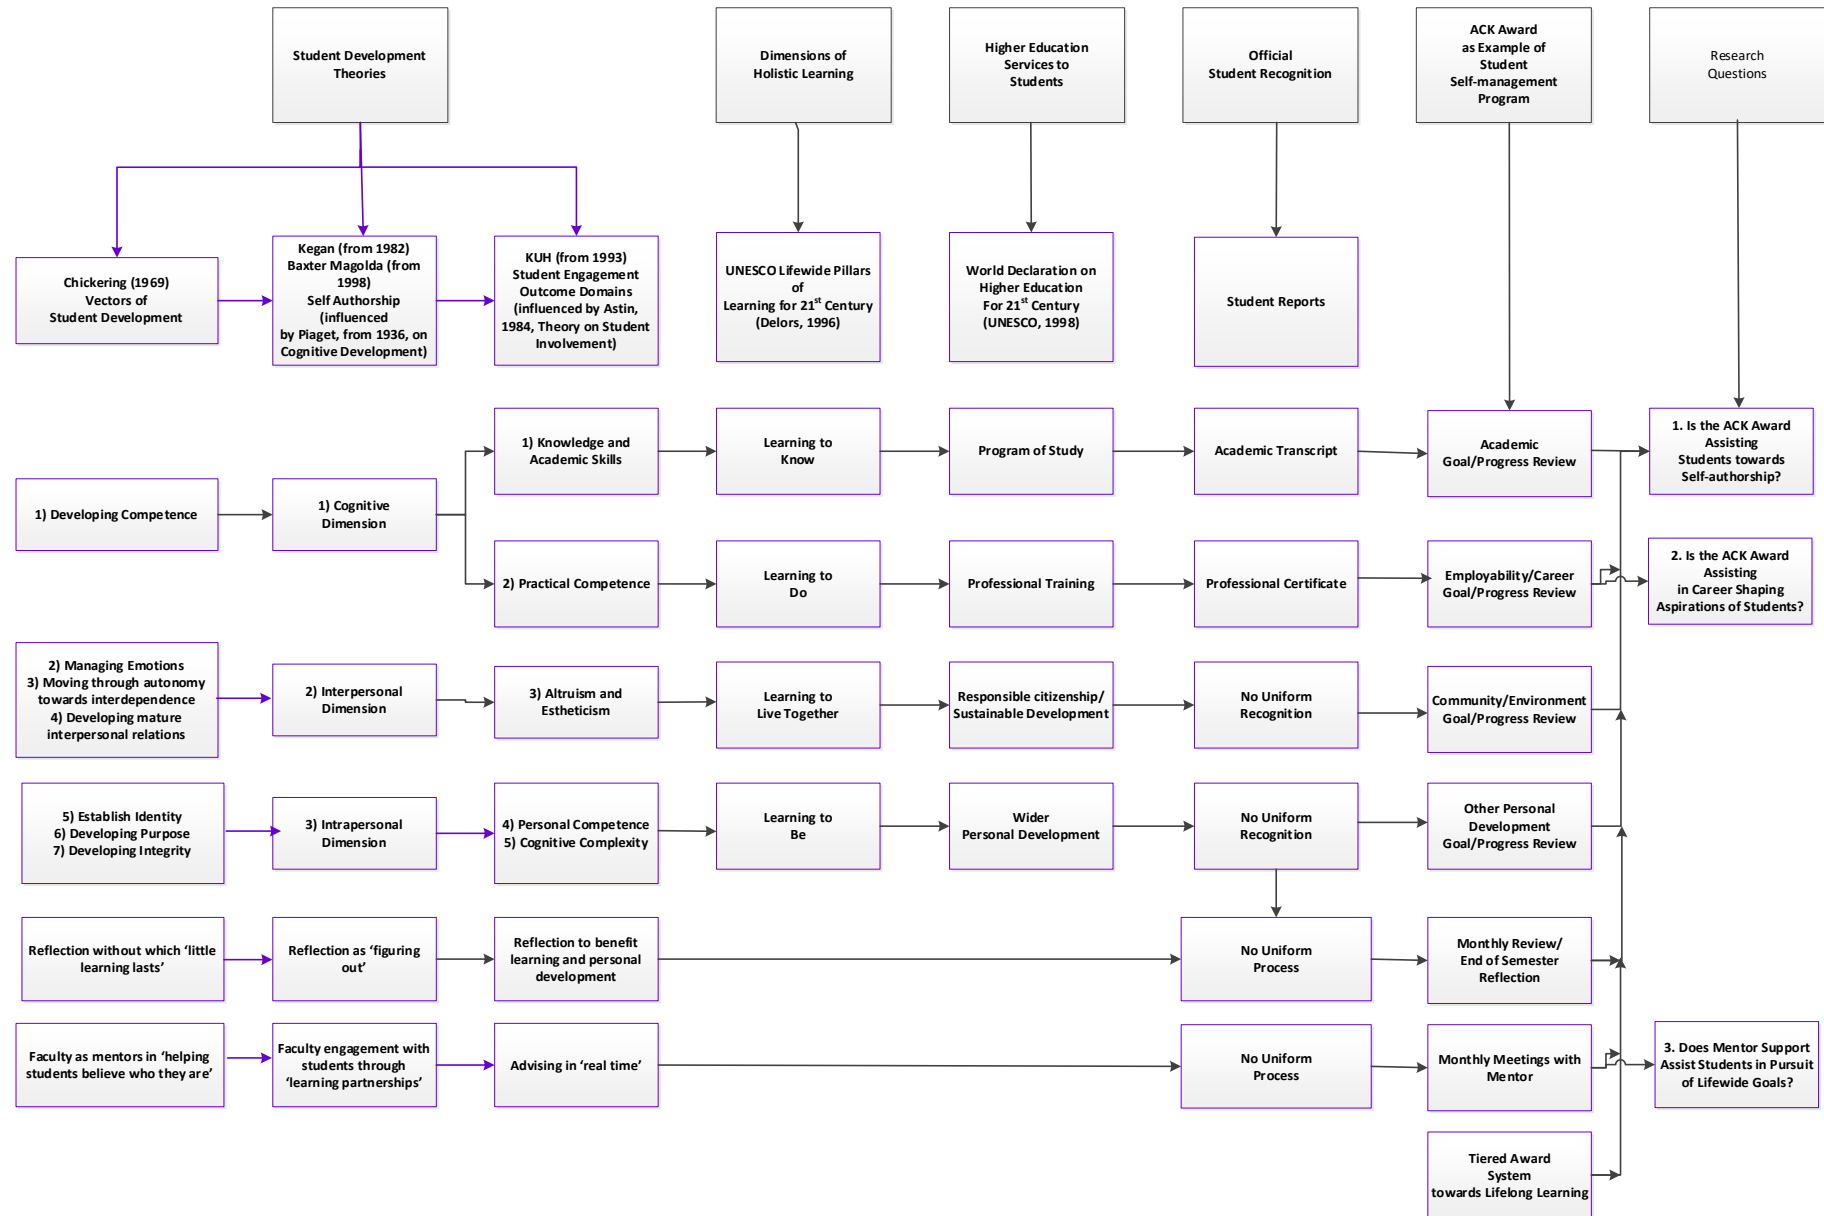 Student Development
Theories
Dimensions of
Holistic Learning
Higher Education
Services to
Students
Official
Student Recognition
ACK Award
as Example of
Student
Self-management
Program
Research
Questions
Chickering (1969)
Vectors of
Student Development
Kegan (from 1982)
Baxter Magolda (from
1998)
Self Authorship
(influenced
by Piaget, from 1936, on
Cognitive Development)
KUH (from 1993)
Student Engagement
Outcome Domains
(influenced by Astin,
1984, Theory on Student
Involvement)
UNESCO Lifewide Pillars
of
Learning for 21st Century
(Delors, 1996)
World Declaration on
Higher Education
For 21st Century
(UNESCO, 1998)
Student Reports
1) Developing Competence
1) Cognitive
Dimension
1) Knowledge and
Academic Skills
Learning to
Know
Program of Study
Academic Transcript
Academic
Goal/Progress Review
1. Is the ACK Award
Assisting
Students towards
Self-authorship?
2) Practical Competence
Learning to
Do
Professional Training
Professional Certificate
Employability/Career
Goal/Progress Review
2. Is the ACK Award
Assisting
in Career Shaping
Aspirations of Students?
2) Managing Emotions
3) Moving through autonomy
towards interdependence
4) Developing mature
interpersonal relations
2) Interpersonal
Dimension
3) Altruism and
Estheticism
Learning to
Live Together
Responsible citizenship/
Sustainable Development
No Uniform
Recognition
Community/Environment
Goal/Progress Review
5) Establish Identity
6) Developing Purpose
7) Developing Integrity
3) Intrapersonal
Dimension
4) Personal Competence
5) Cognitive Complexity
Learning to
Be
Wider
Personal Development
No Uniform
Recognition
Other Personal
Development
Goal/Progress Review
Reflection without which ‘little
learning lasts’
Reflection as ‘figuring
out’
Reflection to benefit
learning and personal
development
No Uniform
Process
Monthly Review/
End of Semester
Reflection
Faculty as mentors in ‘helping
students believe who they are’
Faculty engagement with
students through
‘learning partnerships’
Advising in ‘real time’
No Uniform
Process
Monthly Meetings with
Mentor
3. Does Mentor Support
Assist Students in Pursuit
of Lifewide Goals?
Tiered Award
System
towards Lifelong Learning